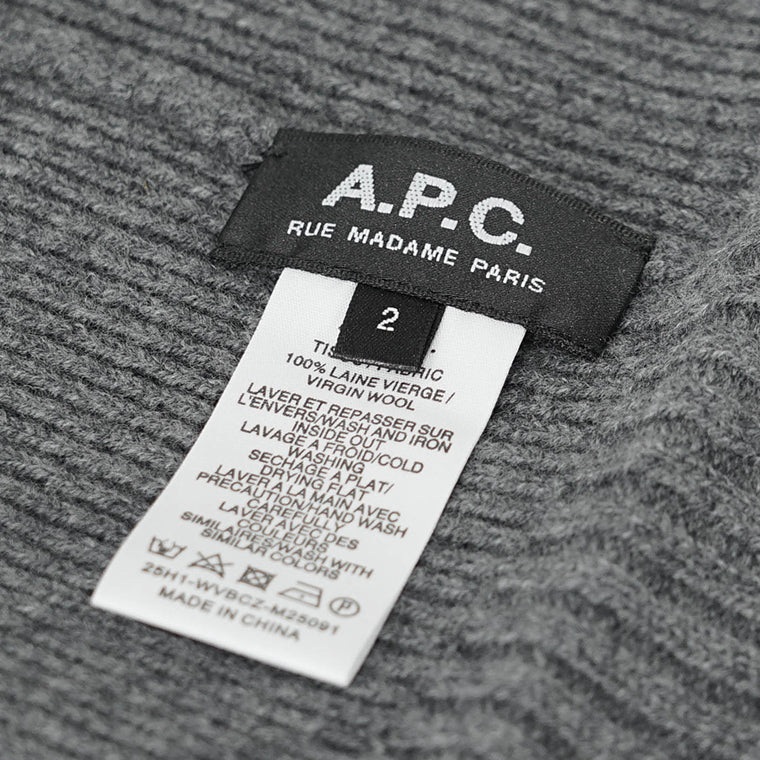 A.P.C.
RUE MADAME PARIS
2
100% LAINE VIERGE /
VIRGIN WOOL
LAVER ET REPASSER SUR
L'ENVERS/WASH AND IRON
INSIDE OUT
LAVAGE A FROID/COLD
WASHING
SECHAGE A PLAT/
DRYING FLAT
LAVER À LA MAIN AVEC
PRÉCAUTION/HAND WASH
CAREFULLY
LAVER AVEC DES
COULEURS
SIMILAIRES/WASH WITH
SIMILAR COLORS
P
25H1-WVBCZ-M25091
MADE IN CHINA